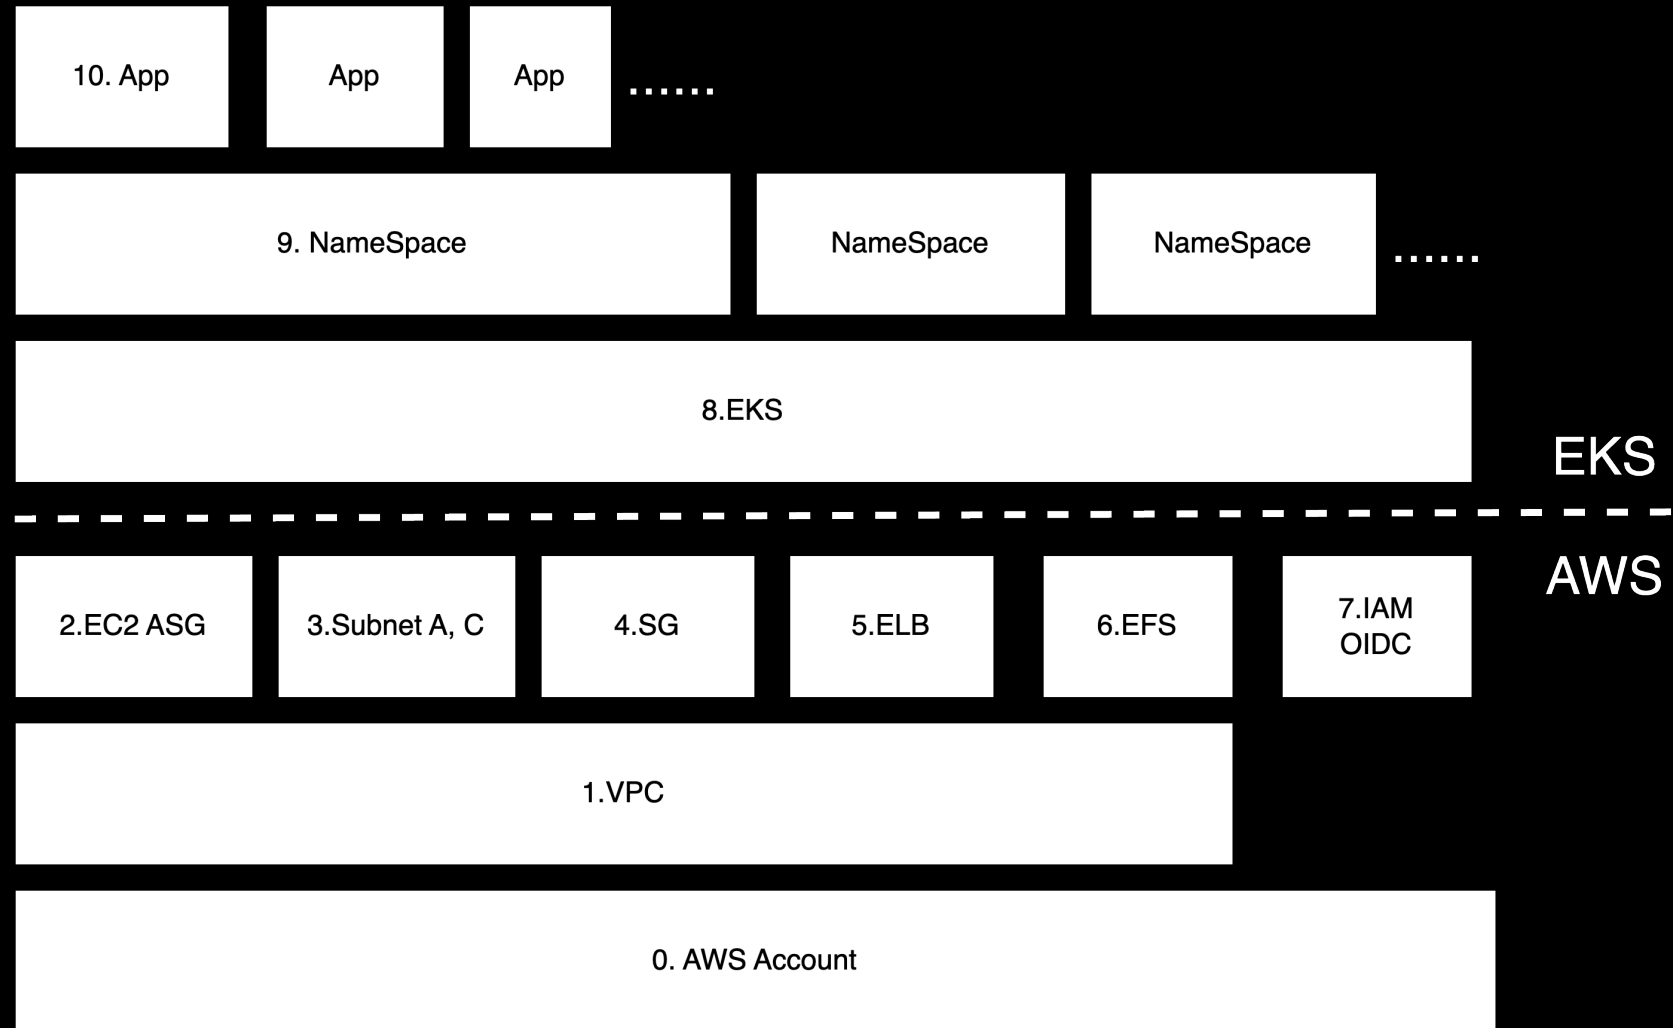 10. App
App
App
......
9. NameSpace
NameSpace
NameSpace
......
8.EKS
EKS
AWS
2.EC2 ASG
3.Subnet A, C
4.SG
5.ELB
6.EFS
7.IAM
OIDC
1.VPC
0. AWS Account